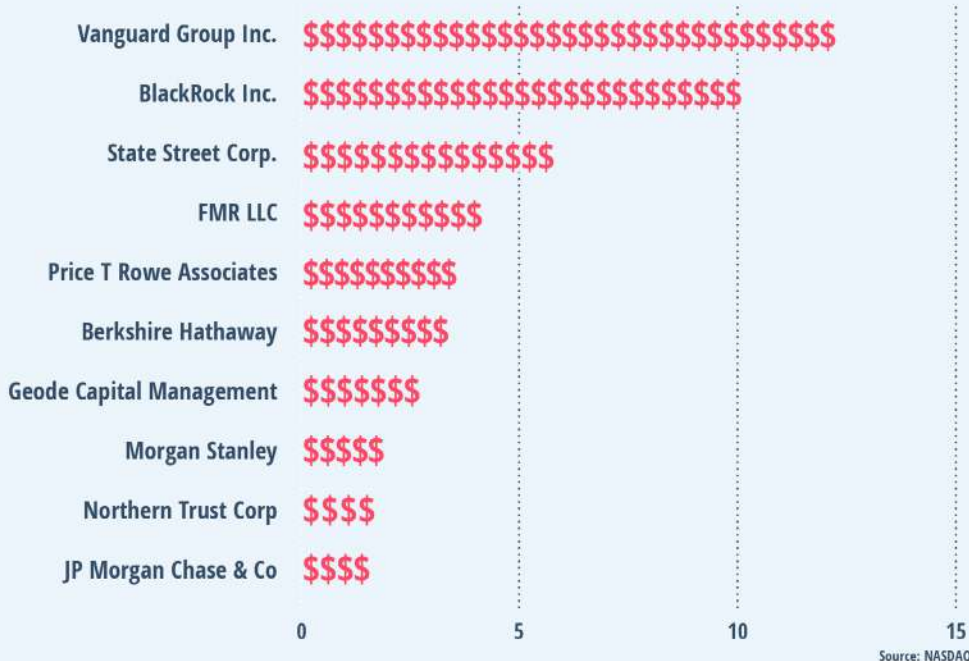 Vanguard Group Inc. $$$$$$$$$$$$$$$$$$$$$$$$$$$$$$$$$
BlackRock Inc. $$$$$$$$$$$$$$$$$$$$$$$$$$$
State Street Corp. $$$$$$$$$$$$$$$
FMR LLC $$$$$$$$$$$
Price T Rowe Associates $$$$$$$$$$
Berkshire Hathaway $$$$$$$$$
Geode Capital Management $$$$$$$
Morgan Stanley $$$$$
Northern Trust Corp $$$$
JP Morgan Chase & Co $$$$
0 5 10 15
Source: NASDAQ